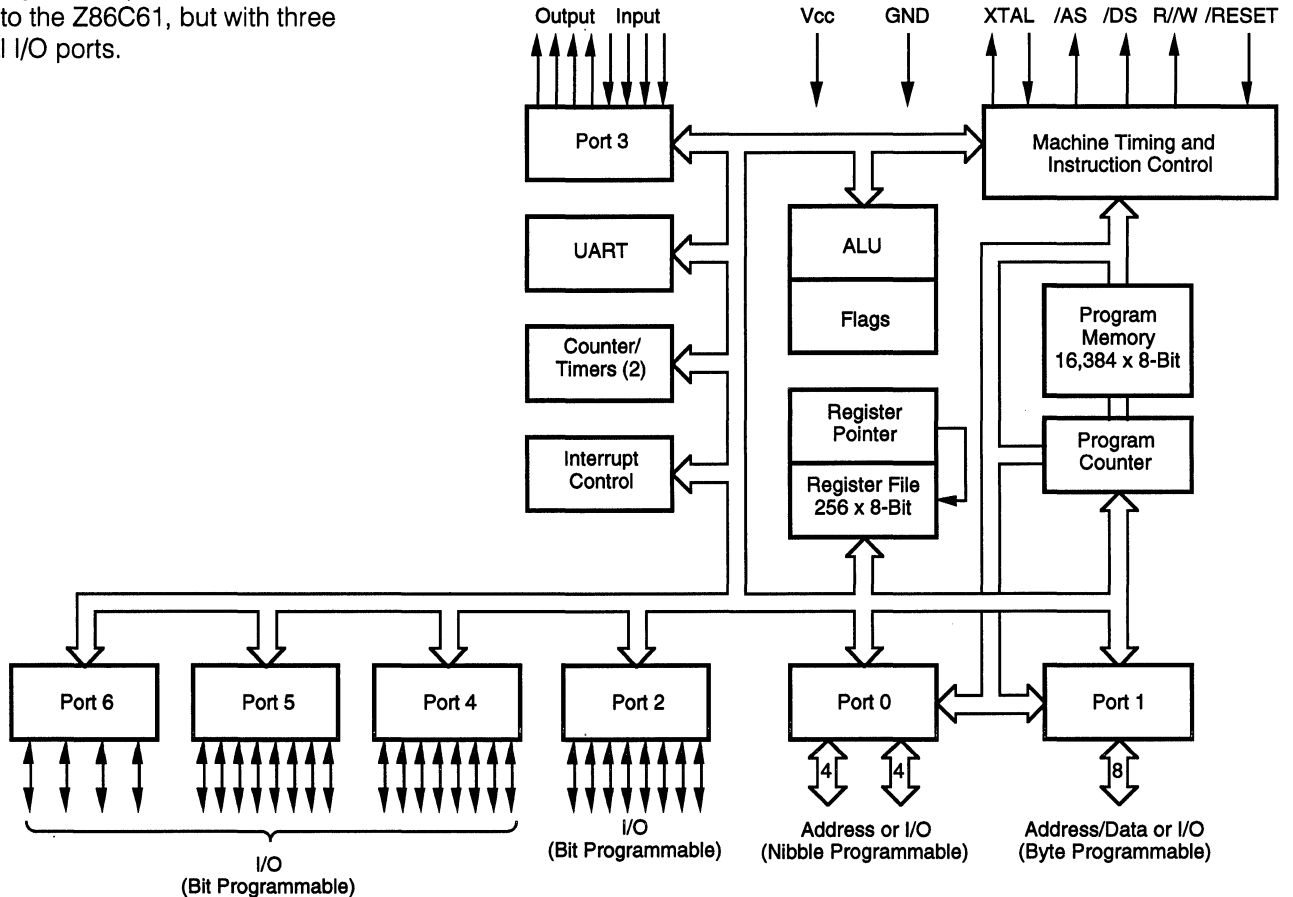 to the Z86C61, but with three
l I/O ports.
Output Input Vcc GND XTAL /AS /DS R//W /RESET
Port 3
Machine Timing and
Instruction Control
UART
ALU
Flags
Counter/
Timers (2)
Program
Memory
16,384 x 8-Bit
Register
Pointer
Program
Counter
Interrupt
Control
Register File
256 x 8-Bit
Port 6 Port 5 Port 4 Port 2 Port 0 Port 1
4 4 8
I/O
(Bit Programmable)
Address or I/O
(Nibble Programmable)
Address/Data or I/O
(Byte Programmable)
I/O
(Bit Programmable)